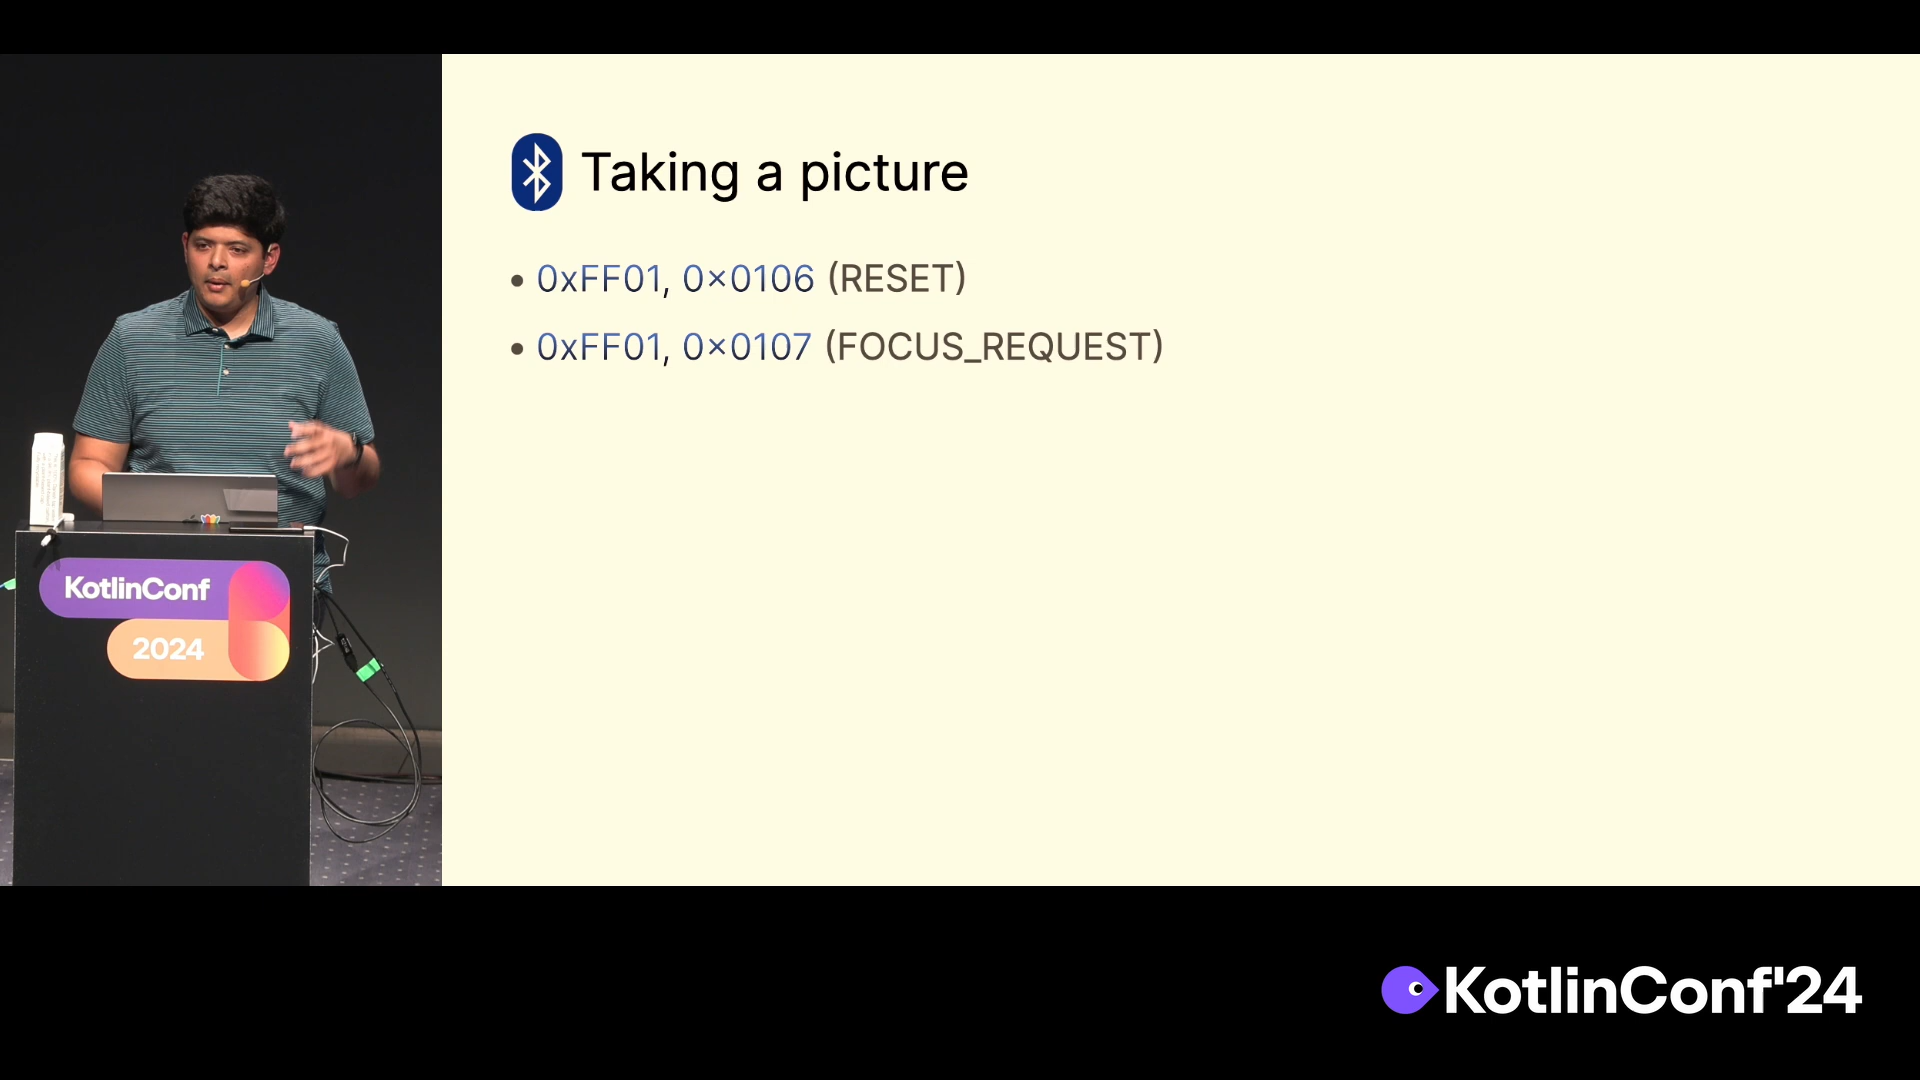 Taking a picture
• 0xFF01, 0×0106 (RESET)
• 0xFF01, 0×0107 (FOCUS_REQUEST)
KotlinConf
2024
KotlinConf'24